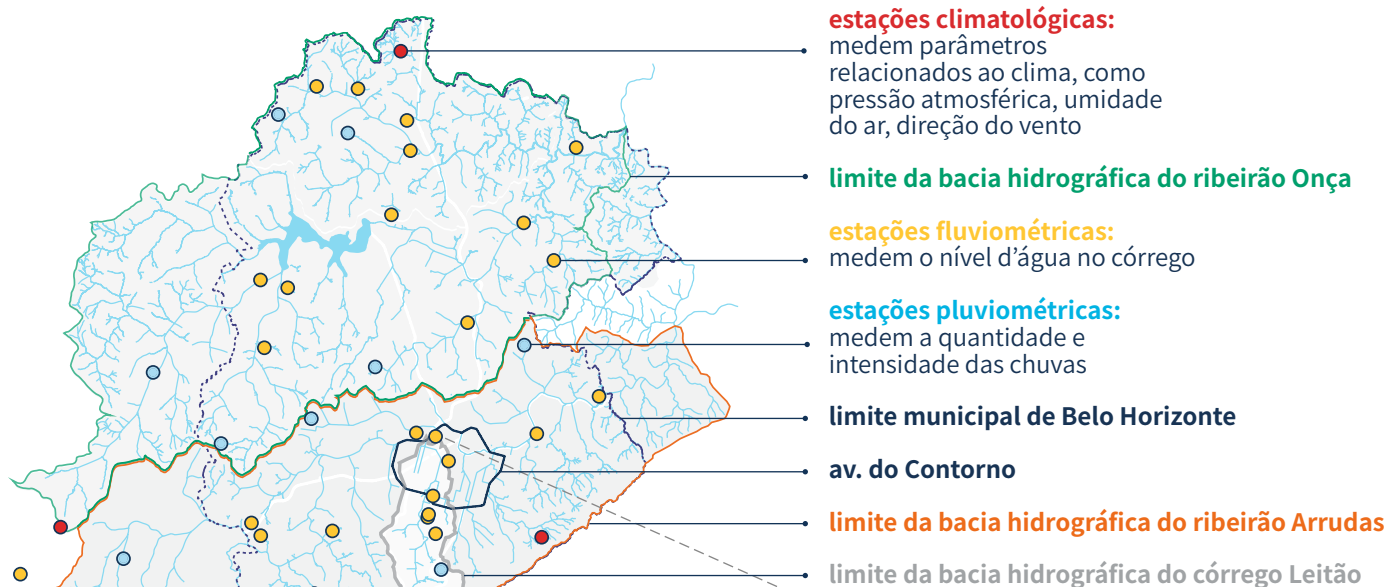 estações climatológicas:
medem parâmetros
relacionados ao clima, como
pressão atmosférica, umidade
do ar, direção do vento
limite da bacia hidrográfica do ribeirão Onça
estações fluviométricas:
medem o nível d’água no córrego
estações pluviométricas:
medem a quantidade e
intensidade das chuvas
limite municipal de Belo Horizonte
av. do Contorno
limite da bacia hidrográfica do ribeirão Arrudas
limite da bacia hidrográfica do córrego Leitão